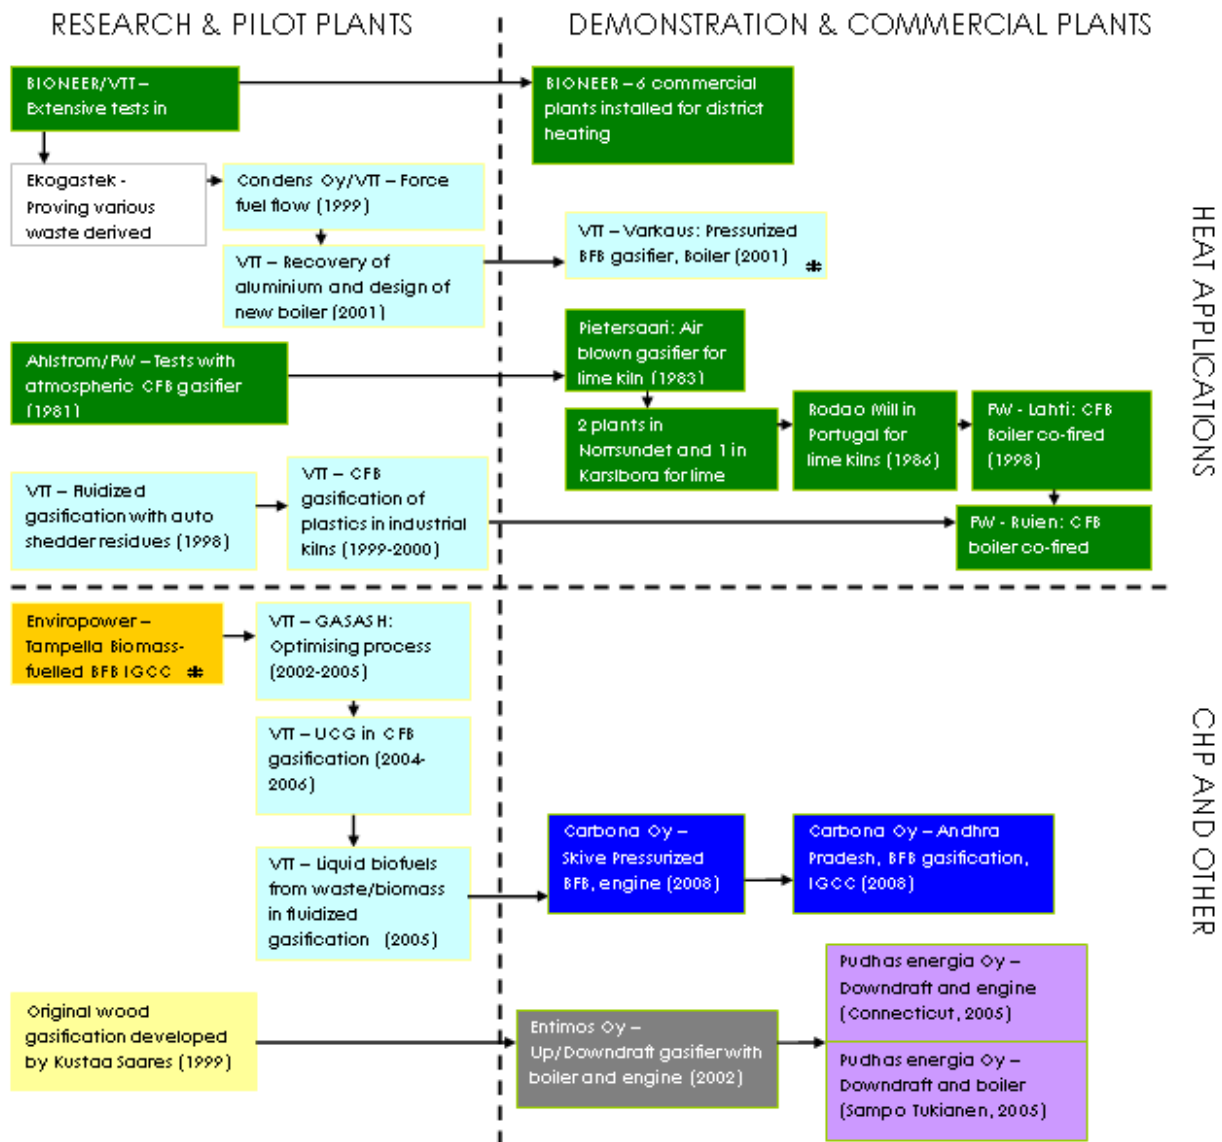 RESEARCH & PILOT PLANTS
DEMONSTRATION & COMMERCIAL PLANTS
BIONEER/VTT –
Extensive tests in
BIONEER – 6 commercial
plants installed for district
heating
Ekogastek -
Proving various
waste derived
Condens Oy/VTT – Force
fuel flow (1999)
VTT – Recovery of
aluminium and design of
new boiler (2001)
VTT – Varkaus: Pressurized
BFB gasifier, Boiler (2001)
Ahlstrom/FW – Tests with
atmospheric CFB gasifier
(1981)
Pietersaari: Air
blown gasifier for
lime kiln (1983)
2 plants in
Norrsundet and 1 in
Karslbora for lime
Rodao Mill in
Portugal for
lime kilns (1986)
FW - Lahti: CFB
Boiler co-fired
(1998)
VTT – Fluidized
gasification with auto
shedder residues (1998)
VTT – CFB
gasification of
plastics in industrial
kilns (1999-2000)
FW - Ruien: CFB
boiler co-fired
HEAT APPLICATIONS
Enviropower –
Tampella Biomass-
fuelled BFB IGCC #
VTT – GASASH:
Optimising process
(2002-2005)
VTT – UCG in CFB
gasification (2004-
2006)
VTT – Liquid biofuels
from waste/biomass
in fluidized
gasification (2005)
Carbona Oy –
Skive Pressurized
BFB, engine (2008)
Carbona Oy – Andhra
Pradesh, BFB gasification,
IGCC (2008)
Original wood
gasification developed
by Kustaa Saares (1999)
Entimos Oy –
Up/Downdraft gasifier with
boiler and engine (2002)
Pudhas energia Oy –
Downdraft and engine
(Connecticut, 2005)
Pudhas energia Oy –
Downdraft and boiler
(Sampo Tukianen, 2005)
CHP AND OTHER